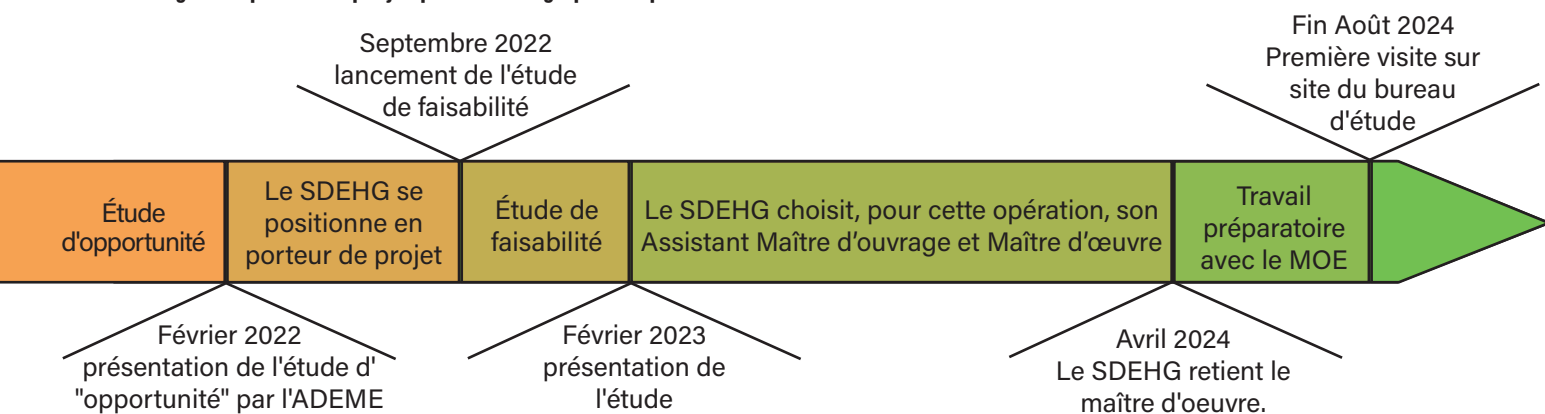 Septembre 2022
lancement de l'étude
de faisabilité
Fin Août 2024
Première visite sur
site du bureau
d'étude
Étude
d'opportunité
Le SDEHG se
positionne en
porteur de projet
Étude de
faisabilité
Le SDEHG choisit, pour cette opération, son
Assistant Maître d’ouvrage et Maître d’œuvre
Travail
préparatoire
avec le MOE
Février 2022
présentation de l'étude d'
"opportunité" par l'ADEME
Février 2023
présentation de
l'étude
Avril 2024
Le SDEHG retient le
maître d'oeuvre.